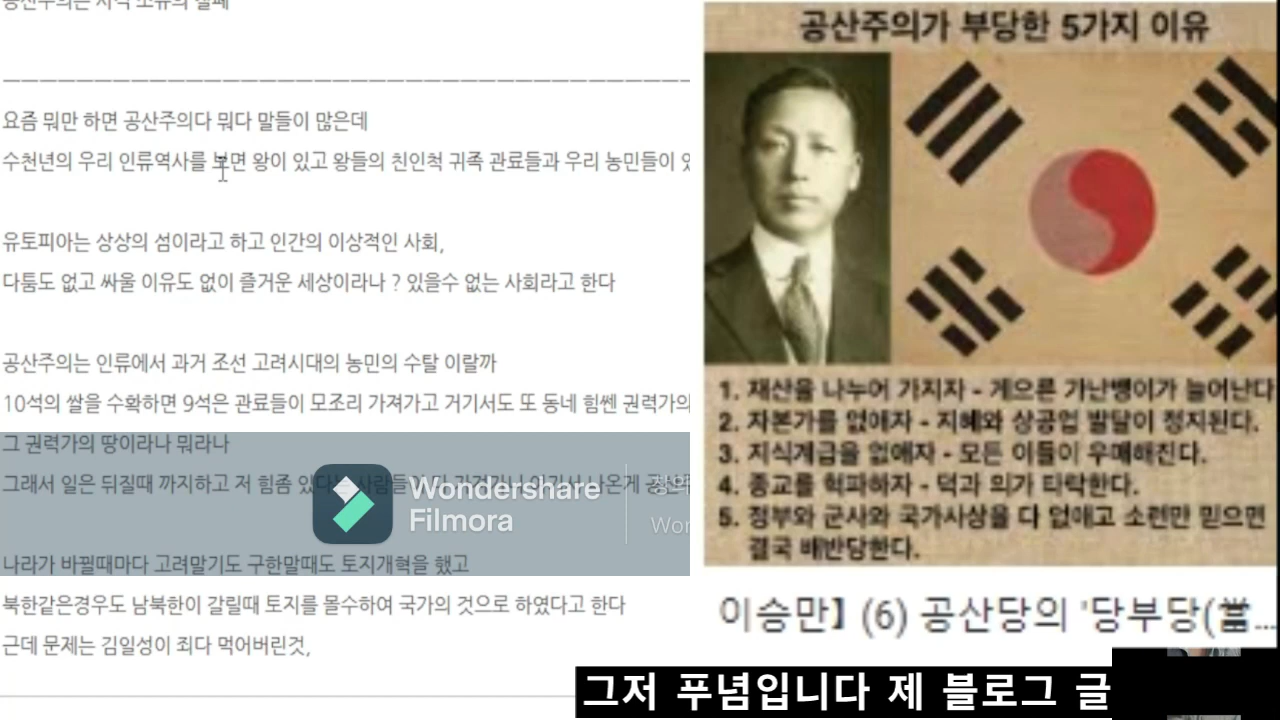 요즘 뭐만 하면 공산주의다 뭐다 말들이 많은데
수천년의 우리 인류역사를 보면 왕이 있고 왕들의 친인척 귀족 관료들과 우리 농민들이
유토피아는 상상의 섬이라고 하고 인간의 이상적인 사회,
다툼도 없고 싸울 이유도 없이 즐거운 세상이라나 ? 있을수 없는 사회라고 한다
공산주의는 인류에서 과거 조선 고려시대의 농민의 수탈 이랄까
10석의 쌀을 수확하면 9석은 관료들이 모조리 가져가고 거기서도 또 동네 힘쎈 권력가의
그 권력가의 땅이라나 뭐라나
그래서 일은 뒤질때 까지하고 저 힘좀
Wondershare
Filmora
나라가 바뀔때마다 고려말기도 구한말때도 토지개혁을 했고
북한같은경우도 남북한이 갈릴때 토지를 몰수하여 국가의 것으로 하였다고 한다
근데 문제는 김일성이 죄다 먹어버린것,
공산주의가 부당한 5가지 이유
1. 재산을 나누어 가지자 - 게으른 가난뱅이가 늘어난다
2. 자본가를 없애자 - 지혜와 상공업 발달이 정지된다.
3. 지식계급을 없애자 - 모든 이들이 우매해진다.
4. 종교를 혁파하자 - 덕과 의가 타락한다.
5. 정부와 군사와 국가사상을 다 없애고 소련만 믿으면
결국 배반당한다.
이승만】 (6) 공산당의 '당부당(當...
그저 푸념입니다 제 블로그 글